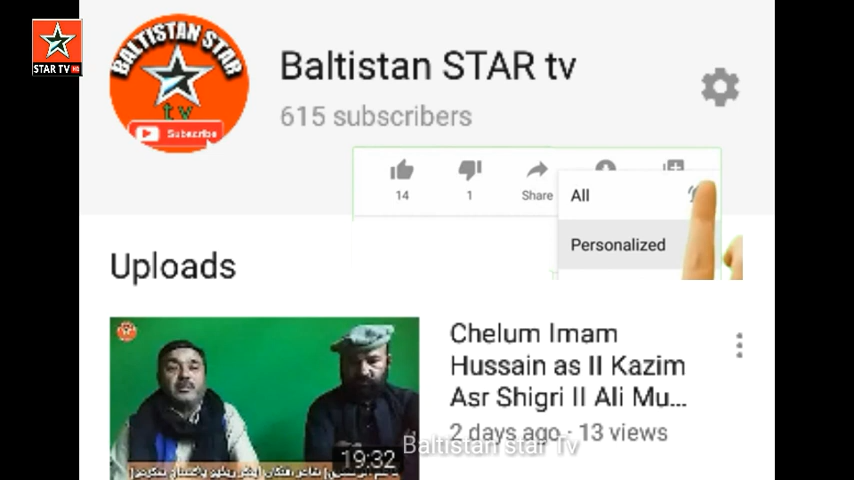 STAR TV HD
BALTISTAN STAR
tv
Subscribe
Baltistan STAR tv
615 subscribers
14
1
Share
All
Personalized
Uploads
Chelum Imam
Hussain as II Kazim
Asr Shigri II Ali Mu...
2 days ago · 13 views
19:32
Baltistan star Tv